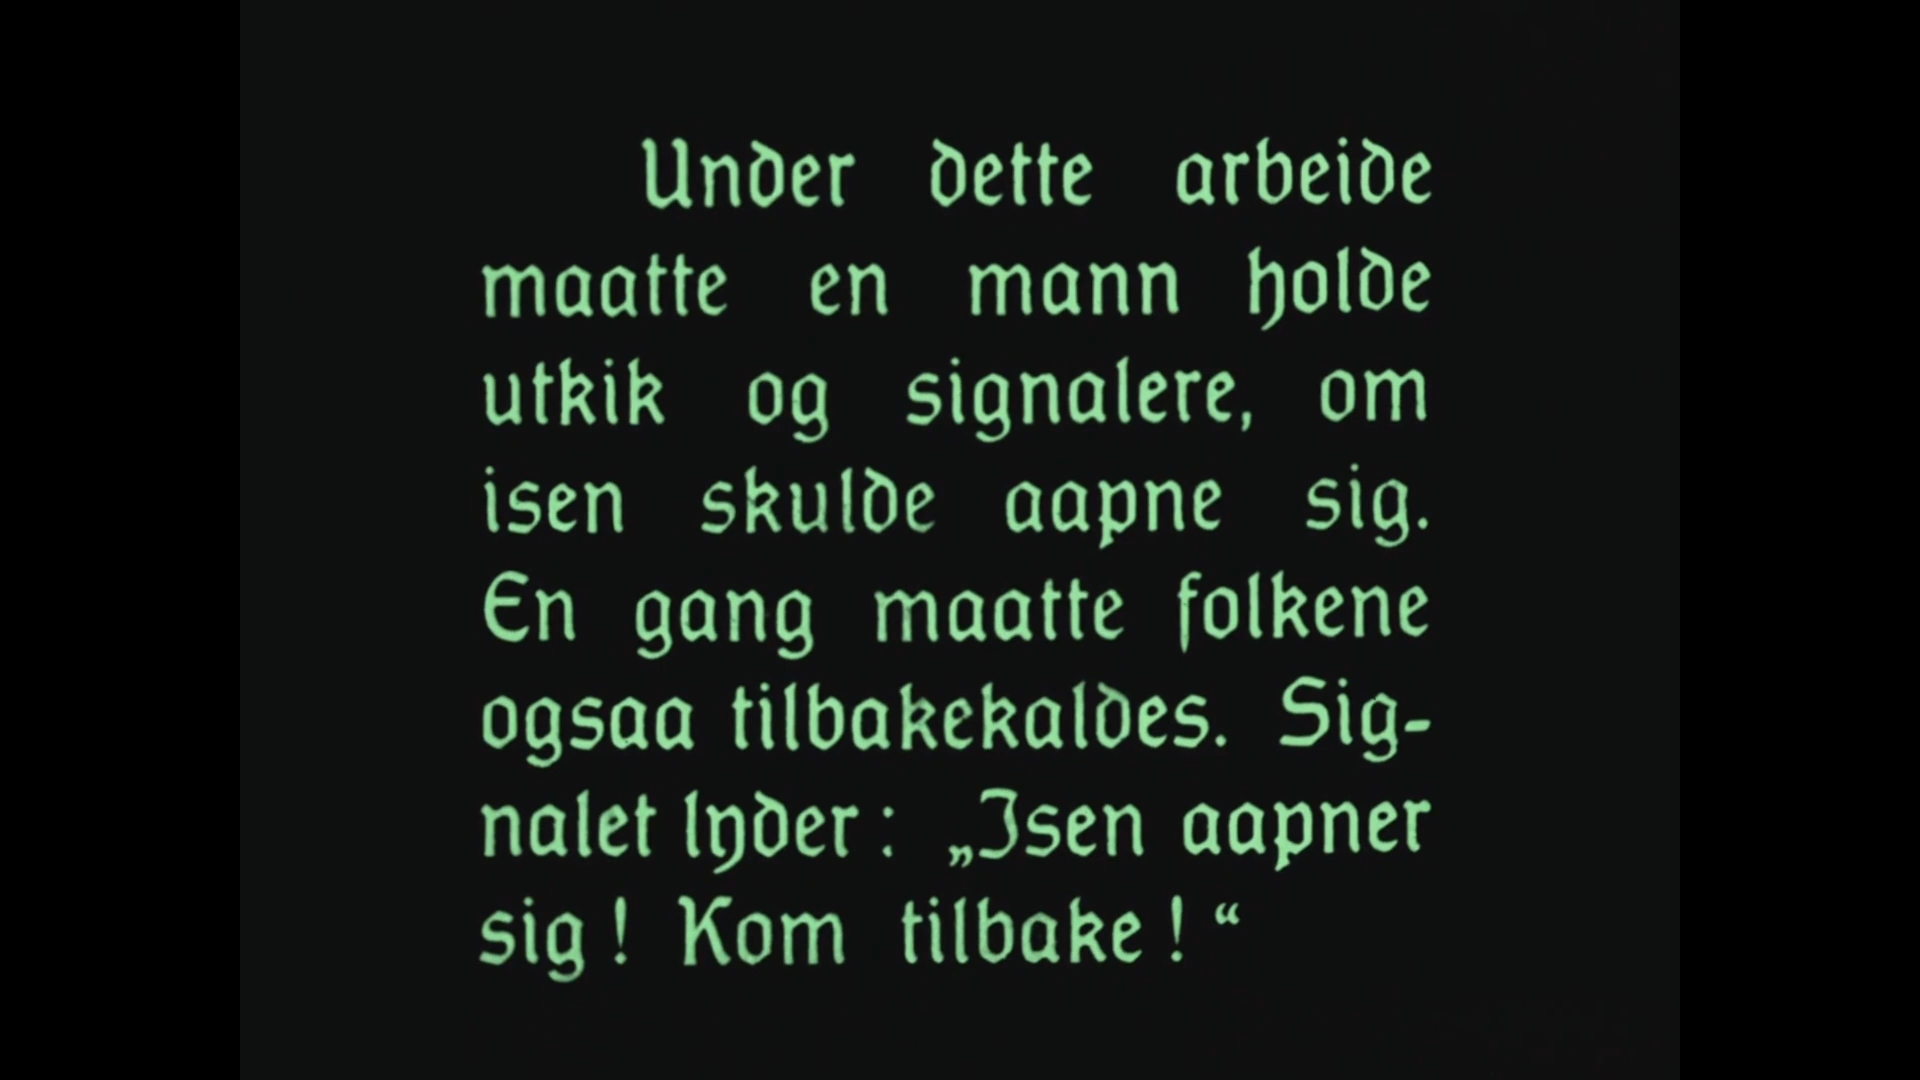 Under dette arbeide
maatte en mann holde
utkik og signalere, om
isen skulde aapne sig.
En gang maatte folkene
ogsaa tilbakekaldes. Sig-
nalet lyder: „Isen aapner
sig! Kom tilbake!“